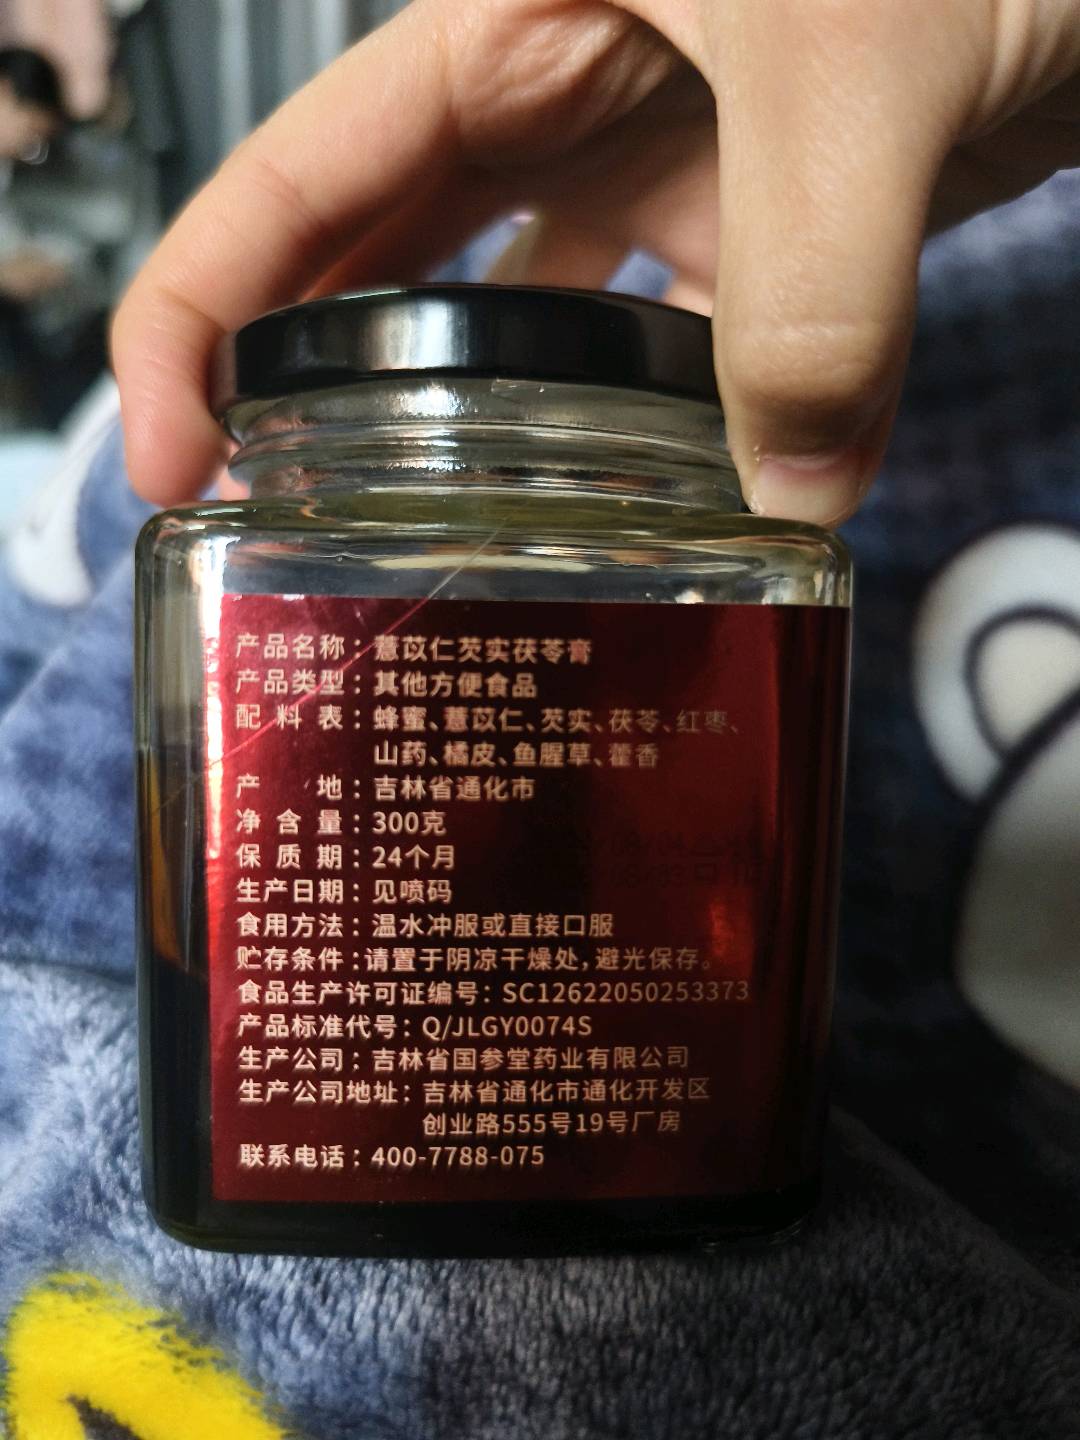 产品名称：薏苡仁芡实茯苓膏
产品类型：其他方便食品
配料表：蜂蜜、薏苡仁、芡实、茯苓、红枣、
山药、橘皮、鱼腥草、藿香
产地：吉林省通化市
净含量：300克
保质期：24个月
生产日期：见喷码
食用方法：温水冲服或直接口服
贮存条件：请置于阴凉干燥处，避光保存。
食品生产许可证编号：SC12622050253373
产品标准代号：Q/JLGY0074S
生产公司：吉林省国参堂药业有限公司
生产公司地址：吉林省通化市通化开发区
创业路555号19号厂房
联系电话：400-7788-075